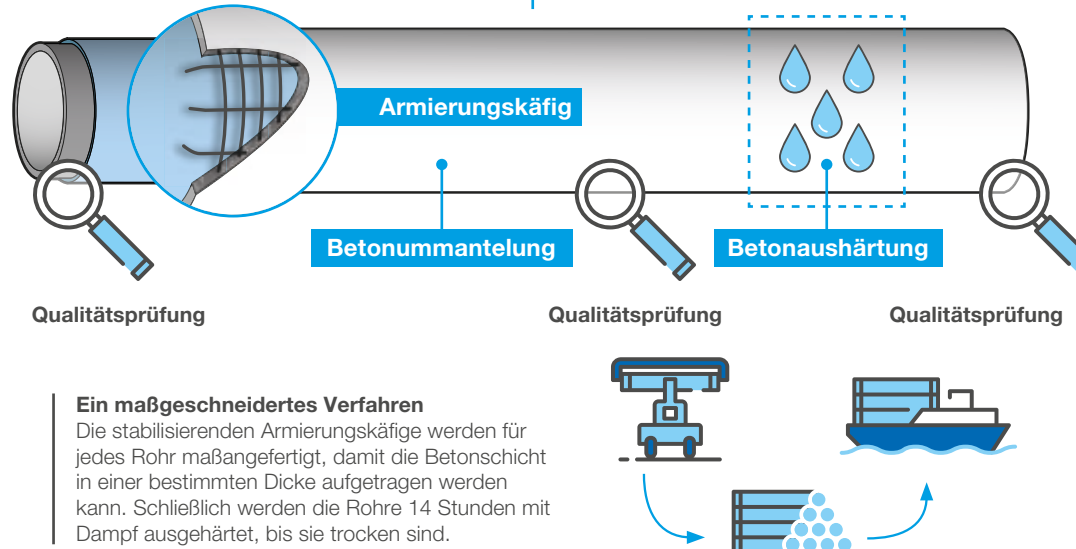 Armierungskäfig
Betonummantelung
Betonaushärtung
Qualitätsprüfung
Qualitätsprüfung
Qualitätsprüfung
Ein maßgeschneidertes Verfahren
Die stabilisierenden Armierungskäfige werden für
jedes Rohr maßangefertigt, damit die Betonschicht
in einer bestimmten Dicke aufgetragen werden
kann. Schließlich werden die Rohre 14 Stunden mit
Dampf ausgehärtet, bis sie trocken sind.